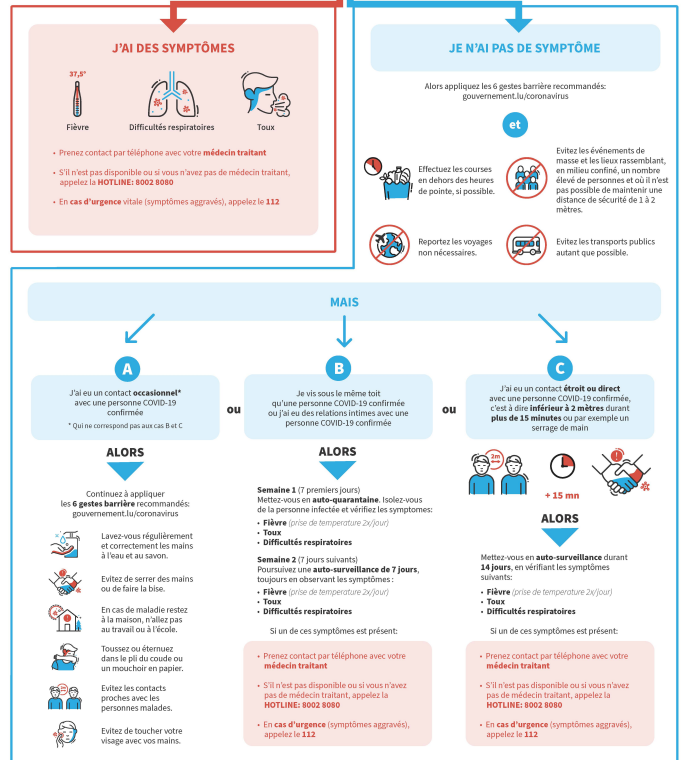 J'AI DES SYMPTÔMES
37,5°
Fièvre
Difficultés respiratoires
Toux
• Prenez contact par téléphone avec votre médecin traitant
• S'il n'est pas disponible ou si vous n'avez pas de médecin traitant,
appelez la HOTLINE: 8002 8080
• En cas d'urgence vitale (symptômes aggravés), appelez le 112
JE N'AI PAS DE SYMPTÔME
Alors appliquez les 6 gestes barrière recommandés:
gouvernement.lu/coronavirus
et
Effectuez les courses
en dehors des heures
de pointe, si possible.
Evitez les événements de
masse et les lieux rassemblant,
en milieu confiné, un nombre
élevé de personnes et où il n'est
pas possible de maintenir une
distance de sécurité de 1 à 2
mètres.
Reportez les voyages
non nécessaires.
Evitez les transports publics
autant que possible.
MAIS
A
J'ai eu un contact occasionnel*
avec une personne COVID-19
confirmée
* Qui ne correspond pas aux cas B et C
ALORS
Continuez à appliquer
les 6 gestes barrière recommandés:
gouvernement.lu/coronavirus
Lavez-vous régulièrement
et correctement les mains
à l'eau et au savon.
Evitez de serrer des mains
ou de faire la bise.
En cas de maladie restez
à la maison, n'allez pas
au travail ou à l'école.
Toussez ou éternuez
dans le pli du coude ou
un mouchoir en papier.
2m
Evitez les contacts
proches avec les
personnes malades.
Evitez de toucher votre
visage avec vos mains.
ou
B
Je vis sous le même toit
qu'une personne COVID-19 confirmée
ou j'ai eu des relations intimes avec une
personne COVID-19 confirmée
ALORS
Semaine 1 (7 premiers jours)
Mettez-vous en auto-quarantaine. Isolez-vous
de la personne infectée et vérifiez les symptômes:
• Fièvre (prise de temperature 2x/jour)
• Toux
• Difficultés respiratoires
Semaine 2 (7 jours suivants)
Poursuivez une auto-surveillance de 7 jours,
toujours en observant les symptômes :
• Fièvre (prise de temperature 2x/jour)
• Toux
• Difficultés respiratoires
Si un de ces symptômes est présent:
• Prenez contact par téléphone avec votre
médecin traitant
• S'il n'est pas disponible ou si vous n'avez
pas de médecin traitant, appelez la
HOTLINE: 8002 8080
• En cas d'urgence (symptômes aggravés),
appelez le 112
ou
C
J'ai eu un contact étroit ou direct
avec une personne COVID-19 confirmée,
c'est à dire inférieur à 2 mètres durant
plus de 15 minutes ou par exemple un
serrage de main
2m
+ 15 mn
ALORS
Mettez-vous en auto-surveillance durant
14 jours, en vérifiant les symptômes
suivants:
• Fièvre (prise de temperature 2x/jour)
• Toux
• Difficultés respiratoires
Si un de ces symptômes est présent:
• Prenez contact par téléphone avec votre
médecin traitant
• S'il n'est pas disponible ou si vous n'avez
pas de médecin traitant, appelez la
HOTLINE: 8002 8080
• En cas d'urgence (symptômes aggravés),
appelez le 112